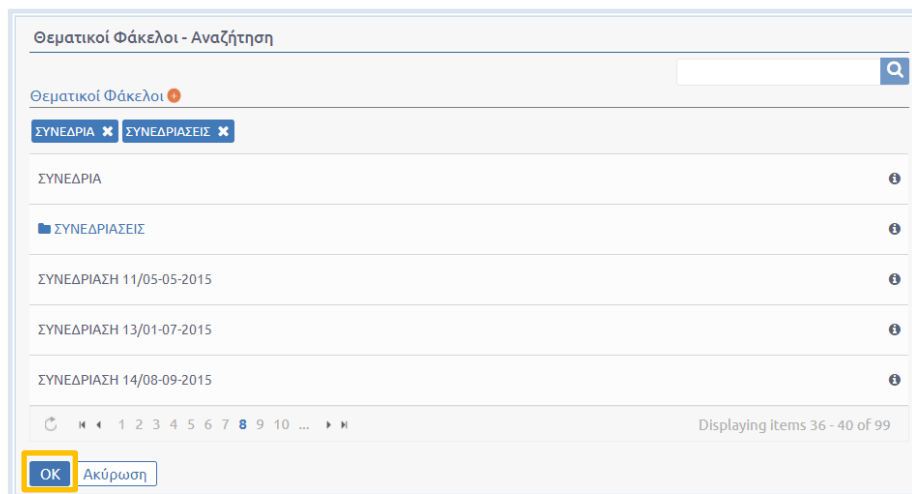 Θεματικοί Φάκελοι - Αναζήτηση
Θεματικοί Φάκελοι
ΣΥΝΕΔΡΙΑ ✖ ΣΥΝΕΔΡΙΑΣΕΙΣ ✖
ΣΥΝΕΔΡΙΑ
ΣΥΝΕΔΡΙΑΣΕΙΣ
ΣΥΝΕΔΡΙΑΣΗ 11/05-05-2015
ΣΥΝΕΔΡΙΑΣΗ 13/01-07-2015
ΣΥΝΕΔΡΙΑΣΗ 14/08-09-2015
1 2 3 4 5 6 7 8 9 10 ... Displaying items 36 - 40 of 99
OK Ακύρωση